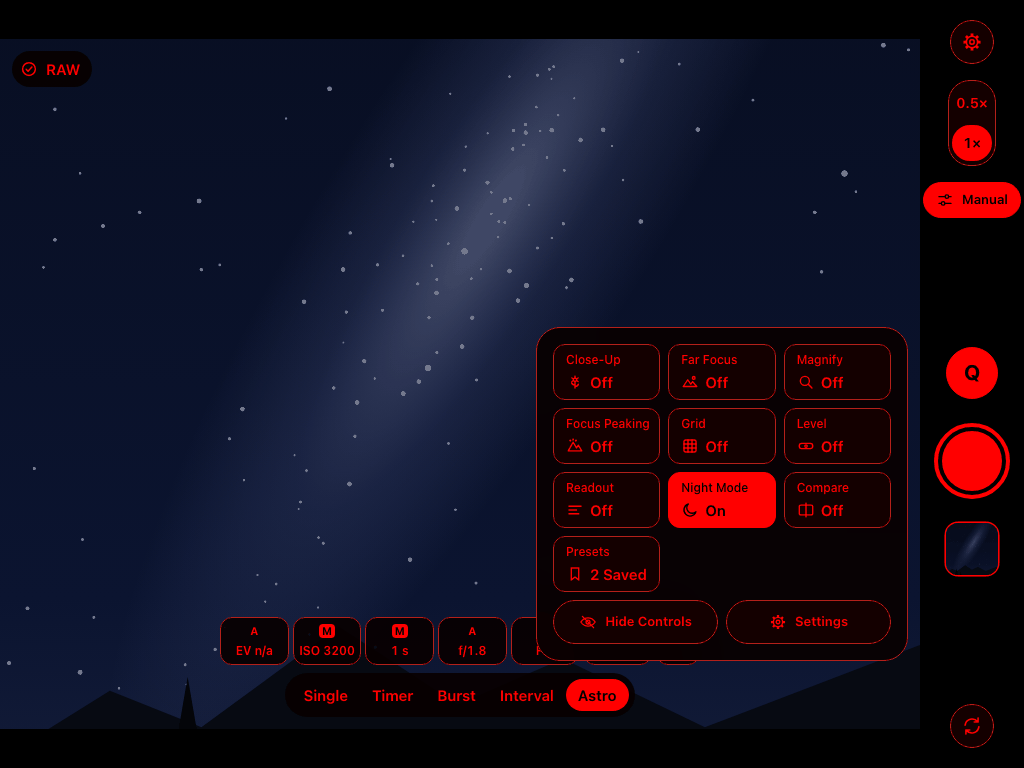 RAW
0.5×
1×
Manual
Q
Close-Up
Off
Far Focus
Off
Magnify
Off
Focus Peaking
Off
Grid
Off
Level
Off
Readout
Off
Night Mode
On
Compare
Off
Presets
2 Saved
Hide Controls
Settings
A
EV n/a
M
ISO 3200
M
1 s
A
f/1.8
Single
Timer
Burst
Interval
Astro